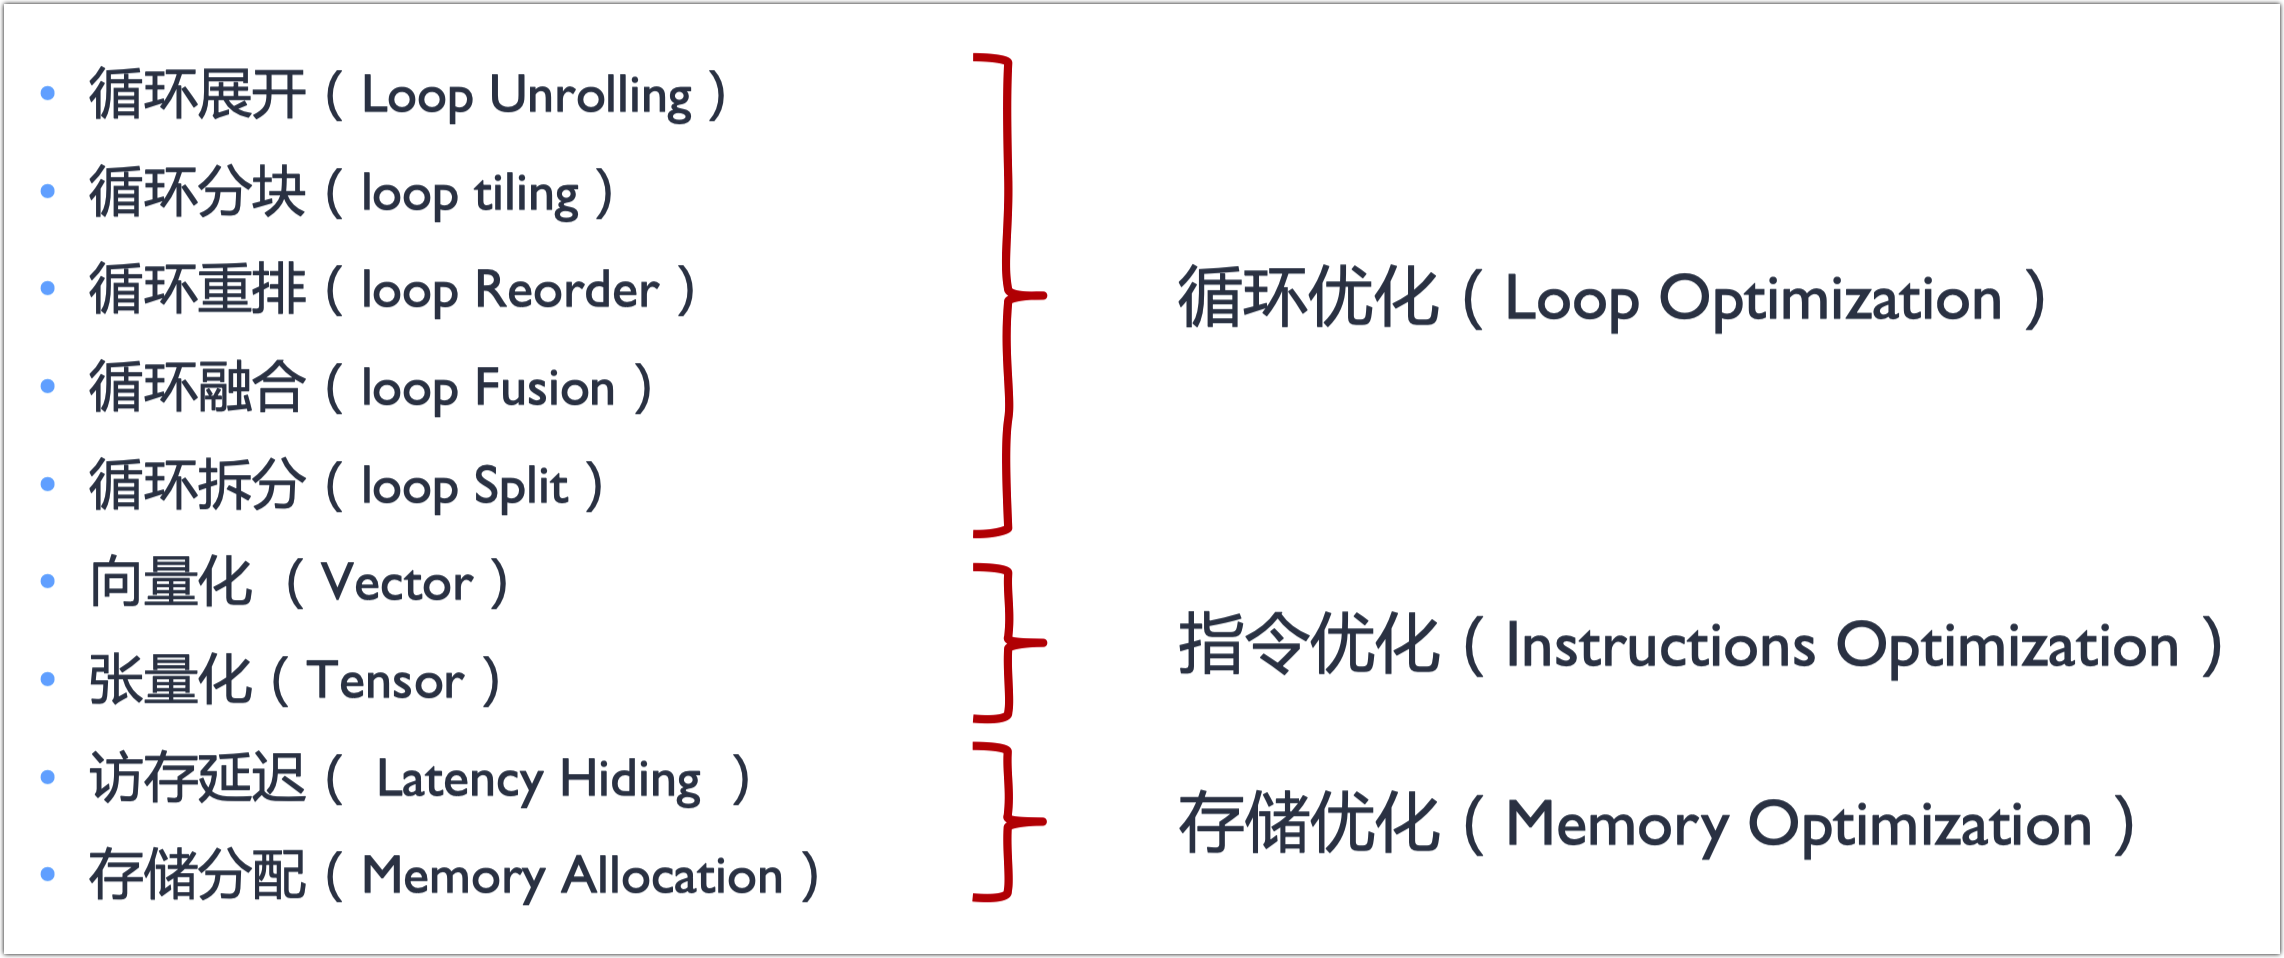 循环展开（Loop Unrolling）
循环分块（loop tiling）
循环重排（loop Reorder）
循环融合（loop Fusion）
循环拆分（loop Split）
循环优化（Loop Optimization）
向量化 （Vector）
张量化（Tensor）
指令优化（Instructions Optimization）
访存延迟（ Latency Hiding ）
存储分配（Memory Allocation）
存储优化（Memory Optimization）